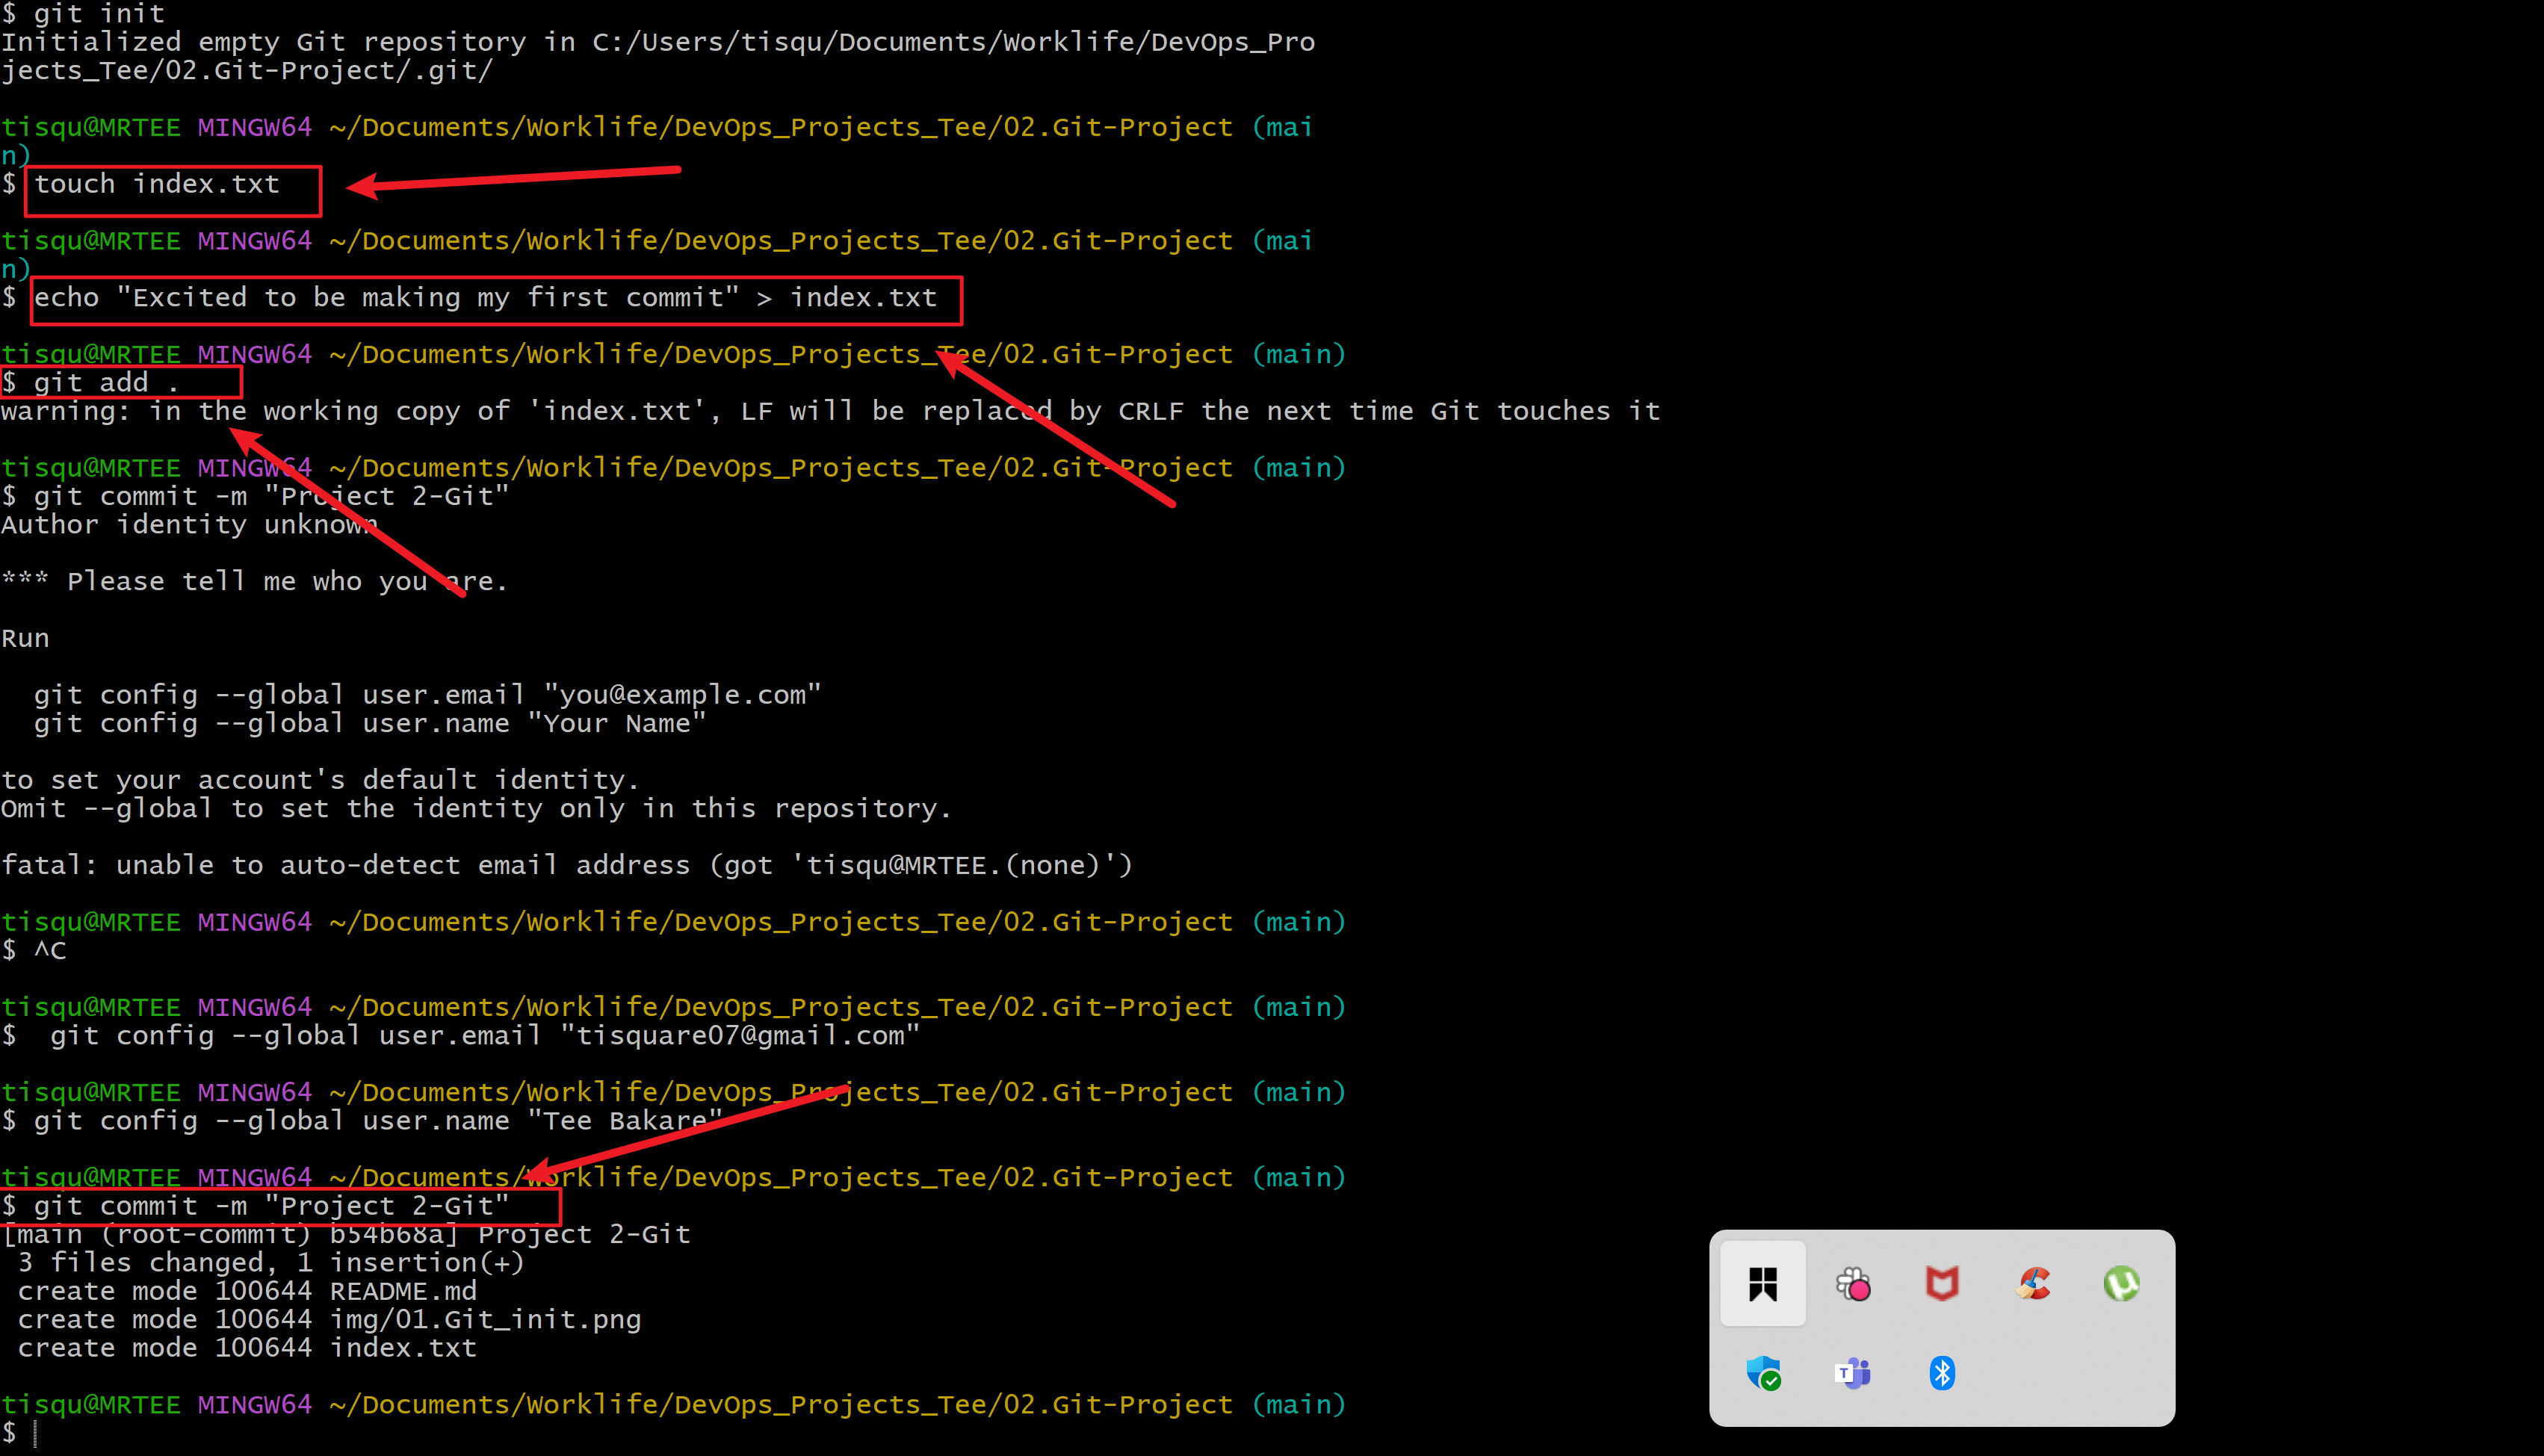 $ git init
Initialized empty Git repository in C:/Users/tisqu/Documents/Worklife/DevOps_Pro
jects_Tee/02.Git-Project/.git/
tisqu@MRTEE MINGW64 ~/Documents/Worklife/DevOps_Projects_Tee/02.Git-Project (mai
n)
$ touch index.txt
tisqu@MRTEE MINGW64 ~/Documents/Worklife/DevOps_Projects_Tee/02.Git-Project (mai
n)
$ echo "Excited to be making my first commit" > index.txt
tisqu@MRTEE MINGW64 ~/Documents/Worklife/DevOps_Projects_Tee/02.Git-Project (main)
$ git add .
warning: in the working copy of 'index.txt', LF will be replaced by CRLF the next time Git touches it
tisqu@MRTEE MINGW64 ~/Documents/Worklife/DevOps_Projects_Tee/02.Git-Project (main)
$ git commit -m "Project 2-Git"
Author identity unknown
*** Please tell me who you are.
Run
  git config --global user.email "you@example.com"
  git config --global user.name "Your Name"
to set your account's default identity.
Omit --global to set the identity only in this repository.
fatal: unable to auto-detect email address (got 'tisqu@MRTEE.(none)')
tisqu@MRTEE MINGW64 ~/Documents/Worklife/DevOps_Projects_Tee/02.Git-Project (main)
$ ^C
tisqu@MRTEE MINGW64 ~/Documents/Worklife/DevOps_Projects_Tee/02.Git-Project (main)
$  git config --global user.email "tisquare07@gmail.com"
tisqu@MRTEE MINGW64 ~/Documents/Worklife/DevOps_Projects_Tee/02.Git-Project (main)
$ git config --global user.name "Tee Bakare"
tisqu@MRTEE MINGW64 ~/Documents/Worklife/DevOps_Projects_Tee/02.Git-Project (main)
$ git commit -m "Project 2-Git"
[main (root-commit) b54b68a] Project 2-Git
 3 files changed, 1 insertion(+)
 create mode 100644 README.md
 create mode 100644 img/01.Git_init.png
 create mode 100644 index.txt
tisqu@MRTEE MINGW64 ~/Documents/Worklife/DevOps_Projects_Tee/02.Git-Project (main)
$